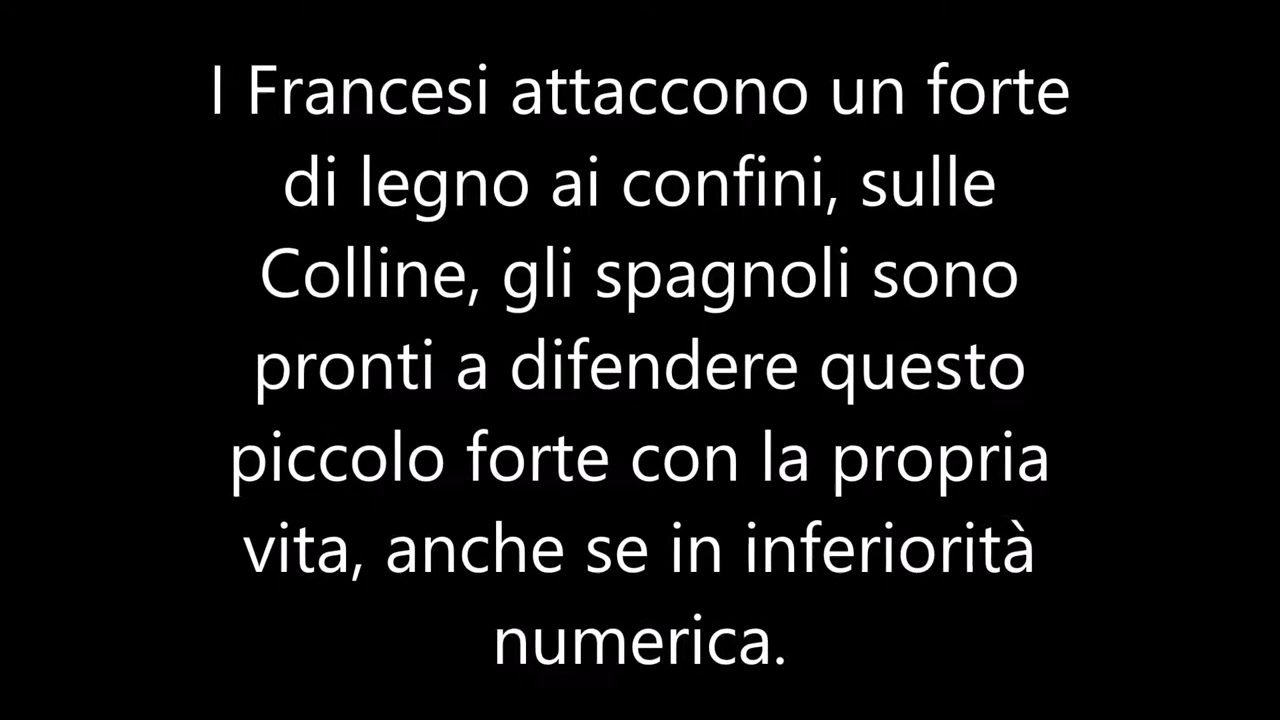 I Francesi attaccono un forte
di legno ai confini, sulle
Colline, gli spagnoli sono
pronti a difendere questo
piccolo forte con la propria
vita, anche se in inferiorità
numerica.